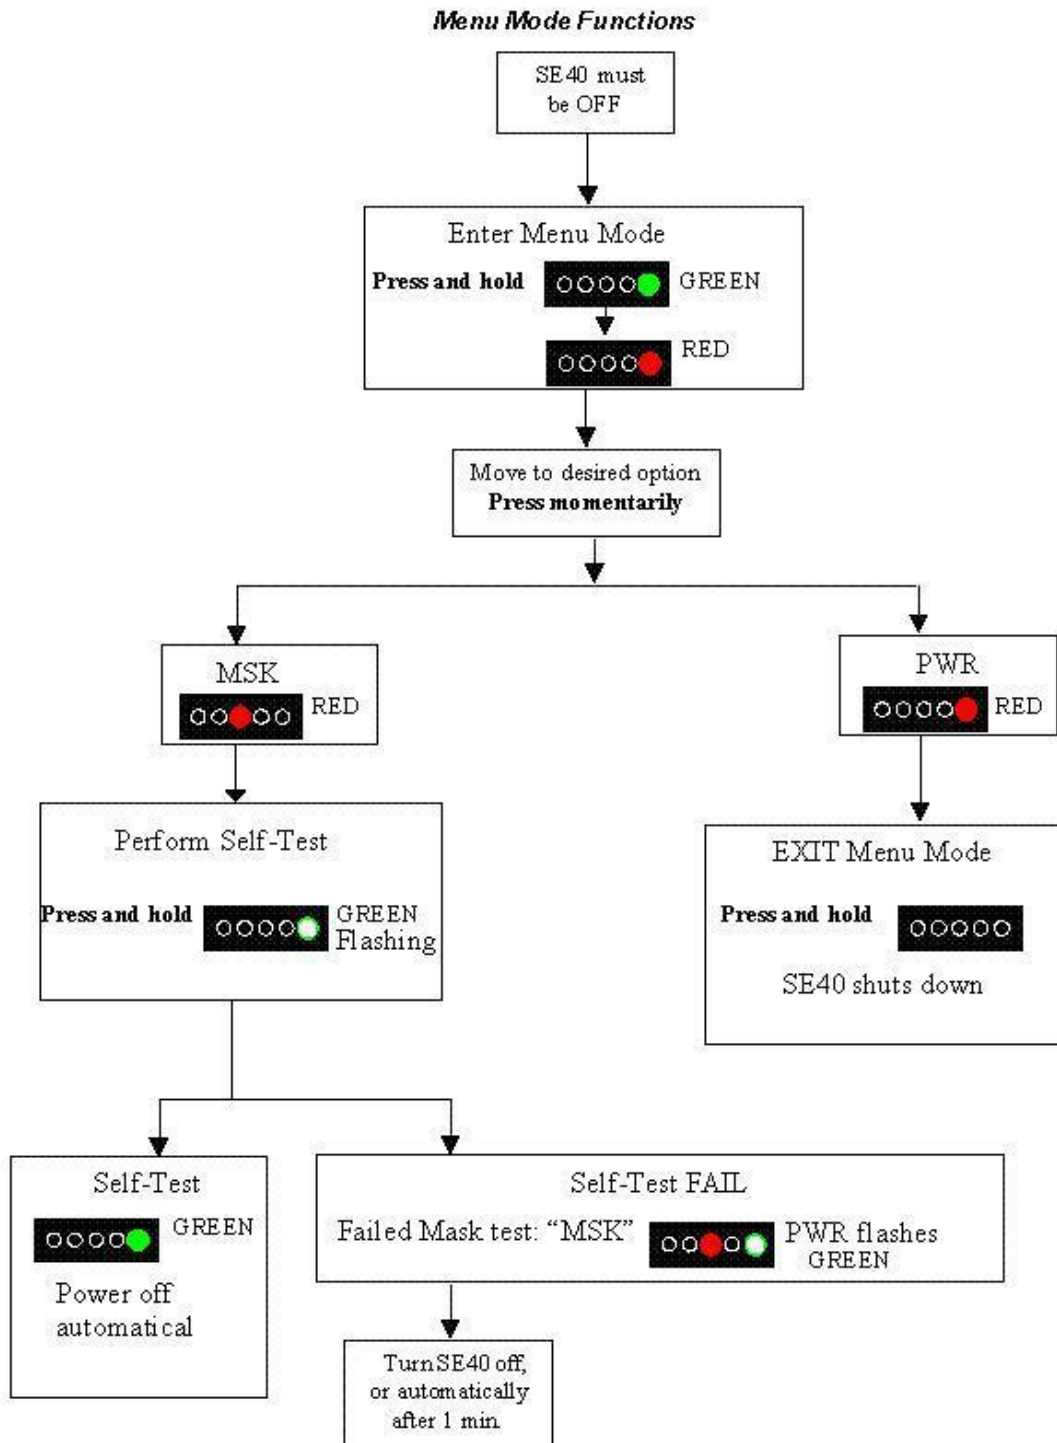 Menu Mode Functions
SE40 must
be OFF
Enter Menu Mode
Press and hold
GREEN
RED
Move to desired option
Press momentarily
MSK
RED
PWR
RED
Perform Self-Test
Press and hold
GREEN
Flashing
EXIT Menu Mode
Press and hold
SE40 shuts down
Self-Test
GREEN
Power off
automatical
Self-Test FAIL
Failed Mask test: “MSK”
PWR flashes
GREEN
Turn SE40 off,
or automatically
after 1 min.